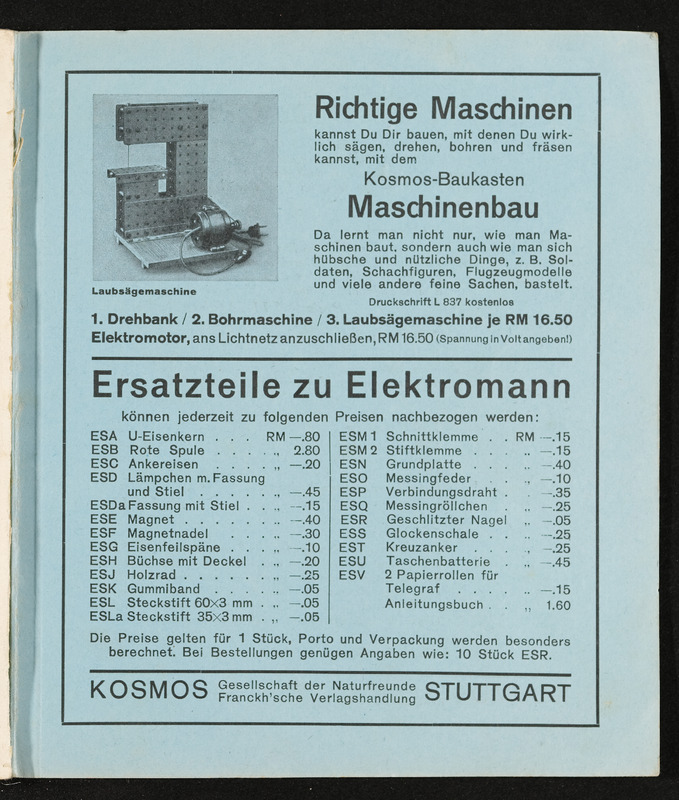 Richtige Maschinen
kannst Du Dir bauen, mit denen Du wirk-
lich sägen, drehen, bohren und fräsen
kannst, mit dem
Kosmos-Baukasten
Maschinenbau
Da lernt man nicht nur, wie man Ma-
schinen baut, sondern auch wie man sich
hübsche und nützliche Dinge, z. B. Sol-
daten, Schachfiguren, Flugzeugmodelle
und viele andere feine Sachen, bastelt.
Druckschrift L 837 kostenlos
Laubsägemaschine
1. Drehbank / 2. Bohrmaschine / 3. Laubsägemaschine je RM 16.50
Elektromotor, ans Lichtnetz anzuschließen, RM 16.50 (Spannung in Volt angeben!)
Ersatzteile zu Elektromann
können jederzeit zu folgenden Preisen nachbezogen werden:
ESA U-Eisenkern . . . RM —.80
ESB Rote Spule . . . . „ 2.80
ESC Ankereisen . . . . „ —.20
ESD Lämpchen m. Fassung
und Stiel . . . . . . „ —.45
ESDa Fassung mit Stiel . . „ —.15
ESE Magnet . . . . . . „ —.40
ESF Magnetnadel . . . . „ —.30
ESG Eisenfeilspäne . . . „ —.10
ESH Büchse mit Deckel . . „ —.20
ESJ Holzrad . . . . . . „ —.25
ESK Gummiband . . . . „ —.05
ESL Steckstift 60×3 mm . „ —.05
ESLa Steckstift 35×3 mm . „ —.05
ESM 1 Schnittklemme . . RM —.15
ESM 2 Stiftklemme . . . „ —.15
ESN Grundplatte . . . . „ —.40
ESO Messingfeder . . . „ —.10
ESP Verbindungsdraht . „ —.35
ESQ Messingröllchen . . „ —.25
ESR Geschlitzter Nagel „ —.05
ESS Glockenschale . . . „ —.25
EST Kreuzanker . . . . „ —.25
ESU Taschenbatterie . . „ —.45
ESV 2 Papierrollen für
Telegraf . . . . . „ —.15
Anleitungsbuch . . „ 1.60
Die Preise gelten für 1 Stück, Porto und Verpackung werden besonders
berechnet. Bei Bestellungen genügen Angaben wie: 10 Stück ESR.
KOSMOS Gesellschaft der Naturfreunde STUTTGART
Franckh'sche Verlagshandlung